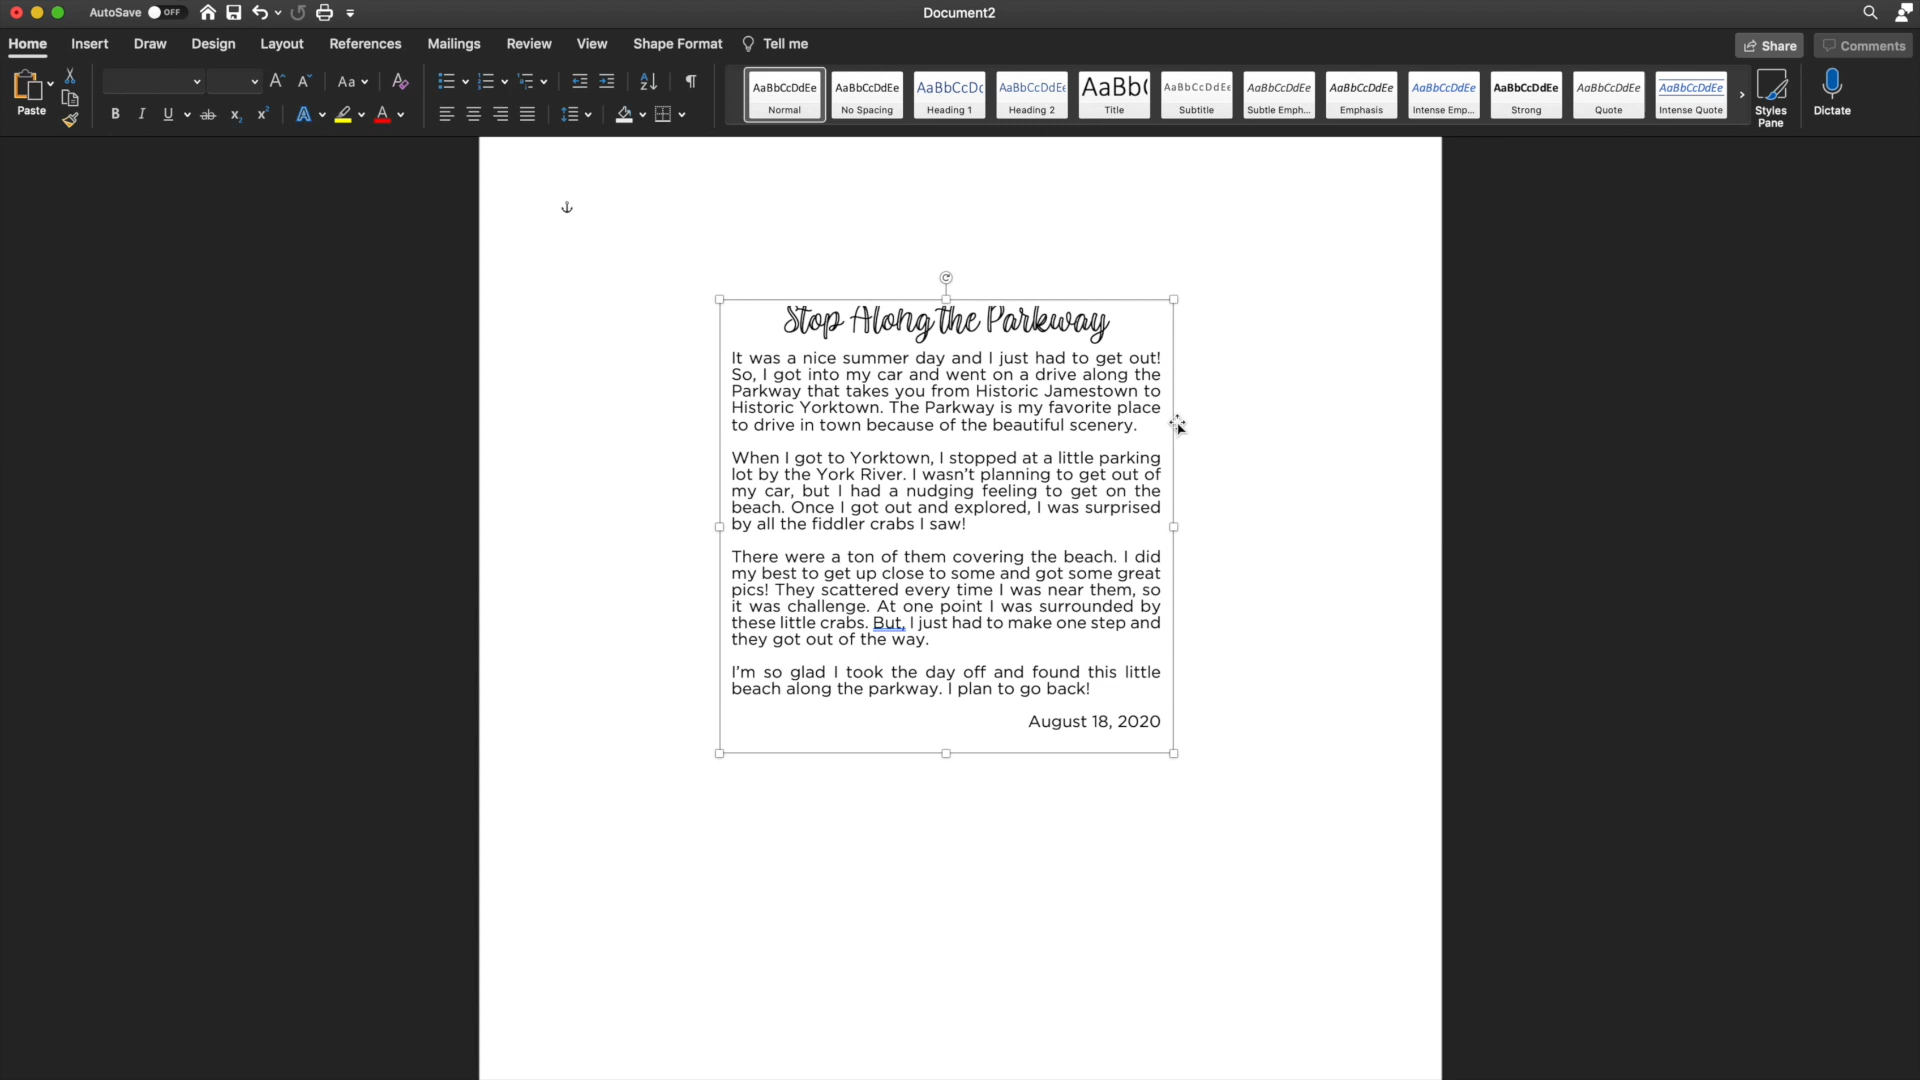 AutoSave OFF
Document2
Home Insert Draw Design Layout References Mailings Review View Shape Format Tell me
Share Comments
Paste
Aa
B I U ab x₂ x²
A A
AaBbCcDdEe AaBbCcDdEe AaBbCcDc AaBbCcDdEe AaBb( AaBbCcDdEe AaBbCcDdEe AaBbCcDdEe AaBbCcDdEe AaBbCcDdEe AaBbCcDdEe AaBbCcDdEe
Normal No Spacing Heading 1 Heading 2 Title Subtitle Subtle Emph... Emphasis Intense Emp... Strong Quote Intense Quote
Styles
Pane
Dictate
Stop Along the Parkway
It was a nice summer day and I just had to get out!
So, I got into my car and went on a drive along the
Parkway that takes you from Historic Jamestown to
Historic Yorktown. The Parkway is my favorite place
to drive in town because of the beautiful scenery.
When I got to Yorktown, I stopped at a little parking
lot by the York River. I wasn't planning to get out of
my car, but I had a nudging feeling to get on the
beach. Once I got out and explored, I was surprised
by all the fiddler crabs I saw!
There were a ton of them covering the beach. I did
my best to get up close to some and got some great
pics! They scattered every time I was near them, so
it was challenge. At one point I was surrounded by
these little crabs. But, I just had to make one step and
they got out of the way.
I'm so glad I took the day off and found this little
beach along the parkway. I plan to go back!
August 18, 2020